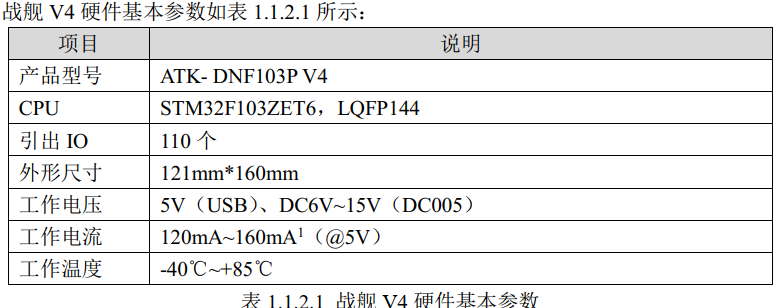 战舰 V4 硬件基本参数如表 1.1.2.1 所示：
项目 说明
产品型号 ATK- DNF103P V4
CPU STM32F103ZET6，LQFP144
引出 IO 110 个
外形尺寸 121mm*160mm
工作电压 5V（USB）、DC6V~15V（DC005）
工作电流 120mA~160mA¹（@5V）
工作温度 -40℃~+85℃
表 1.1.2.1 战舰 V4 硬件基本参数